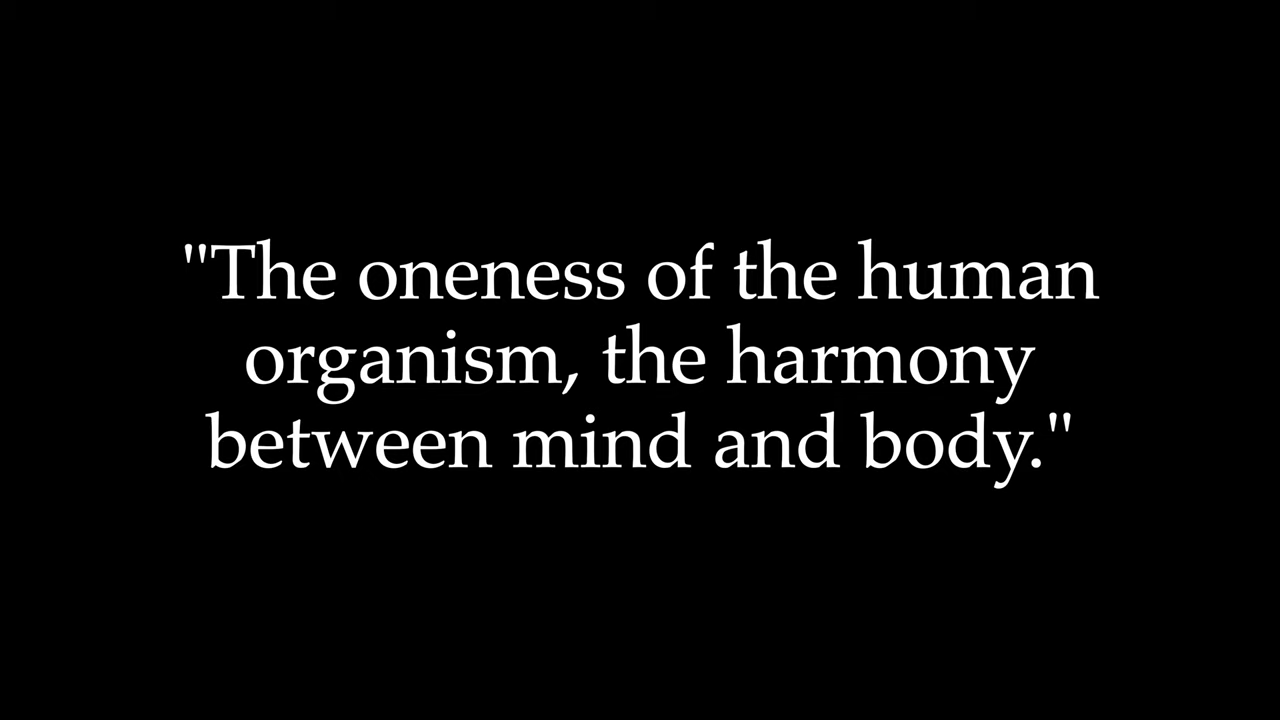 "The oneness of the human
organism, the harmony
between mind and body."